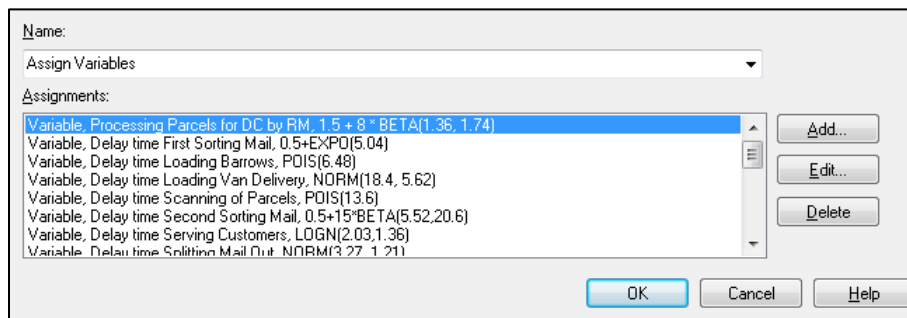 Name:
Assign Variables
Assignments:
Variable, Processing Parcels for DC by RM, 1.5 + 8 * BETA(1.36, 1.74)
Variable, Delay time First Sorting Mail, 0.5+EXPO(5.04)
Variable, Delay time Loading Barrows, POIS(6.48)
Variable, Delay time Loading Van Delivery, NORM(18.4, 5.62)
Variable, Delay time Scanning of Parcels, POIS(13.6)
Variable, Delay time Second Sorting Mail, 0.5+15*BETA(5.52,20.6)
Variable, Delay time Serving Customers, LOGN(2.03,1.36)
Variable, Delay time Splitting Mail Out, NORM(3.27, 1.21)
Add...
Edit...
Delete
OK
Cancel
Help